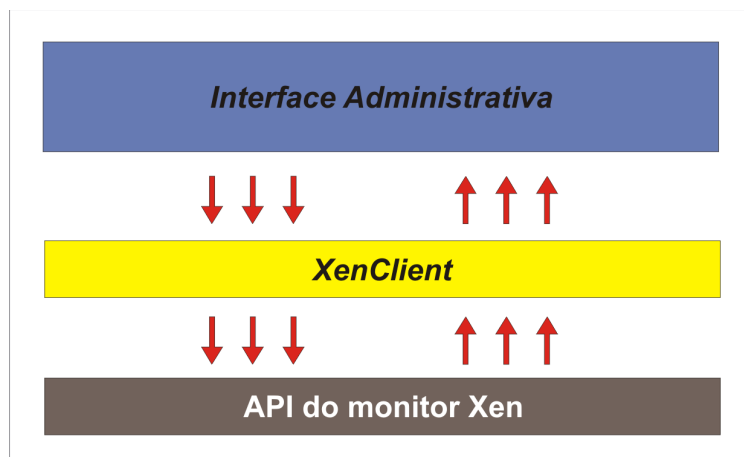 Interface Administrativa
XenClient
API do monitor Xen